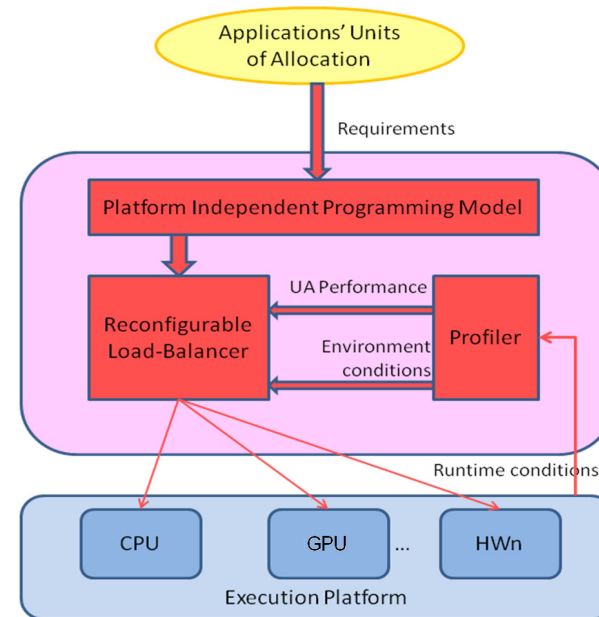 Applications' Units
of Allocation
Requirements
Platform Independent Programming Model
UA Performance
Reconfigurable
Load-Balancer
Environment
conditions
Profiler
Runtime conditions
CPU
GPU
...
HWn
Execution Platform